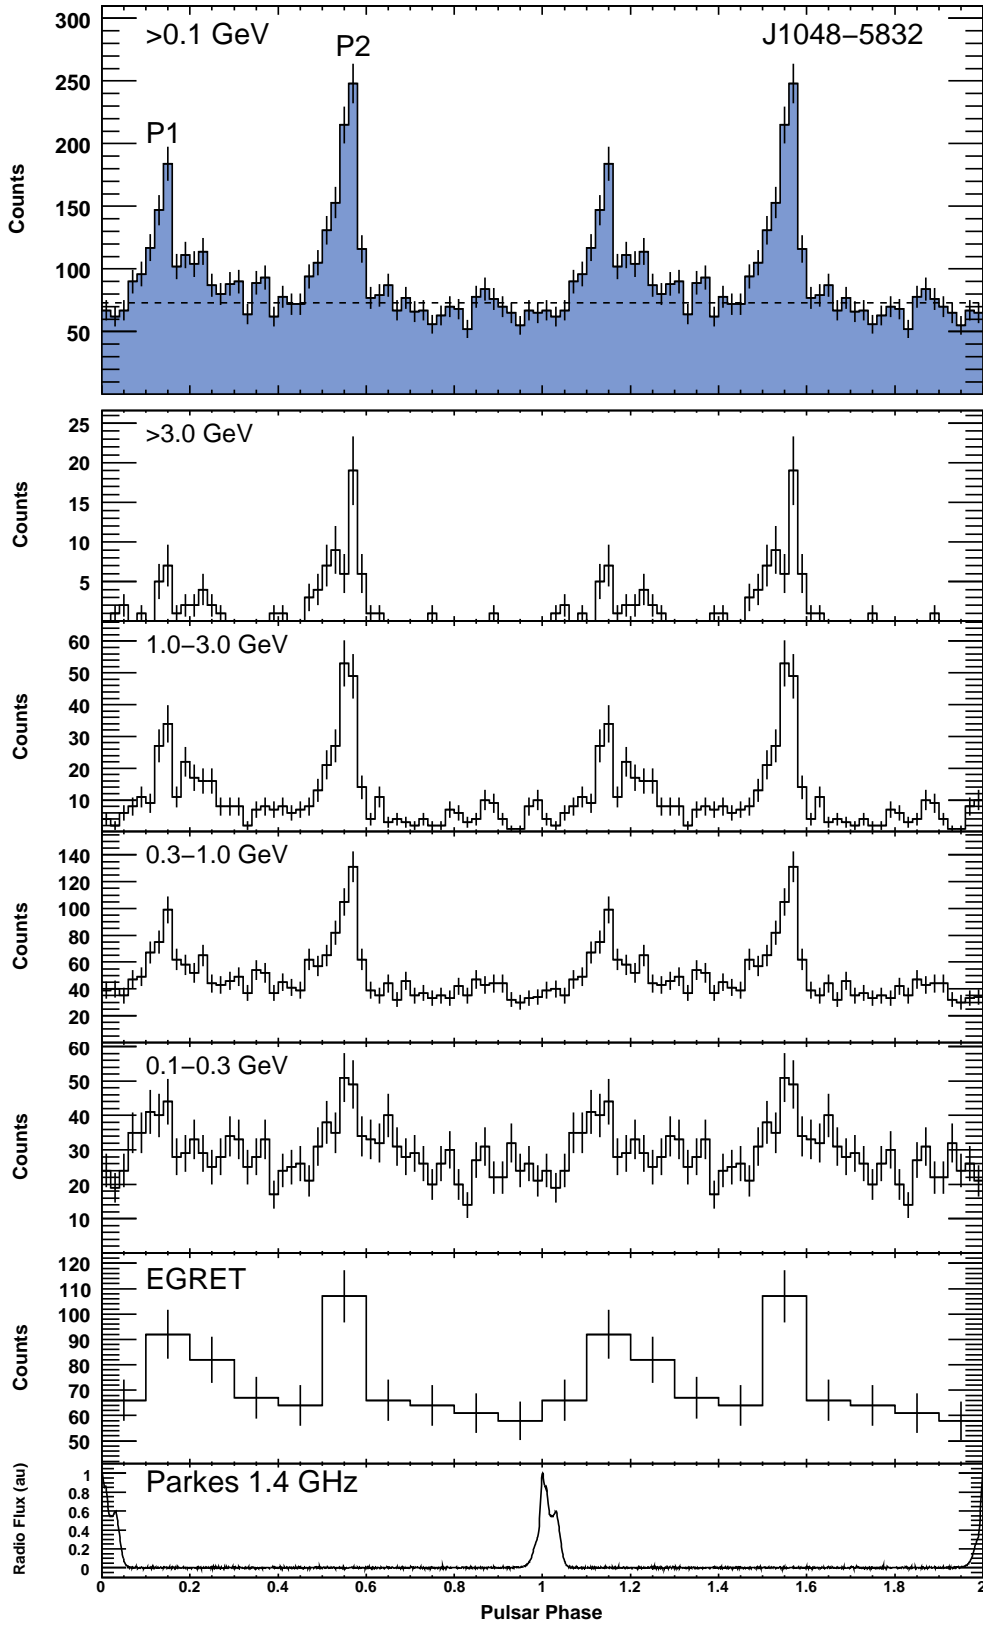 >0.1 GeV
P2
J1048−5832
P1
300
250
200
150
100
50
Counts
>3.0 GeV
25
20
15
10
5
Counts
1.0−3.0 GeV
60
50
40
30
20
10
Counts
0.3−1.0 GeV
140
120
100
80
60
40
20
Counts
0.1−0.3 GeV
60
50
40
30
20
10
Counts
EGRET
120
110
100
90
80
70
60
50
Counts
Parkes 1.4 GHz
1
0.8
0.6
0.4
0.2
0
Radio Flux (au)
0 0.2 0.4 0.6 0.8 1 1.2 1.4 1.6 1.8 2
Pulsar Phase